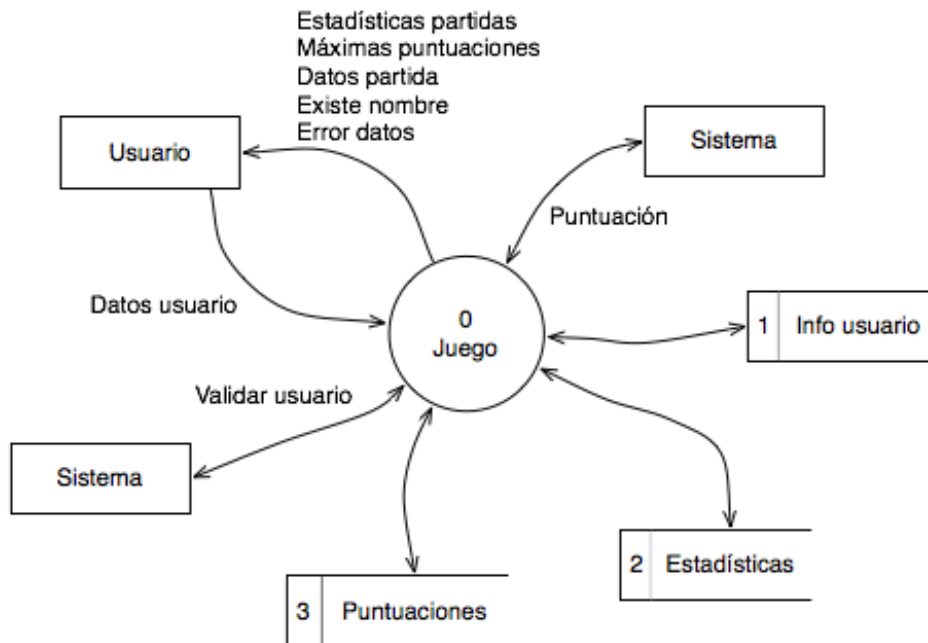 Estadísticas partidas
Máximas puntuaciones
Datos partida
Existe nombre
Error datos
Usuario
Sistema
Puntuación
Datos usuario
0
Juego
1 Info usuario
Validar usuario
Sistema
2 Estadísticas
3 Puntuaciones